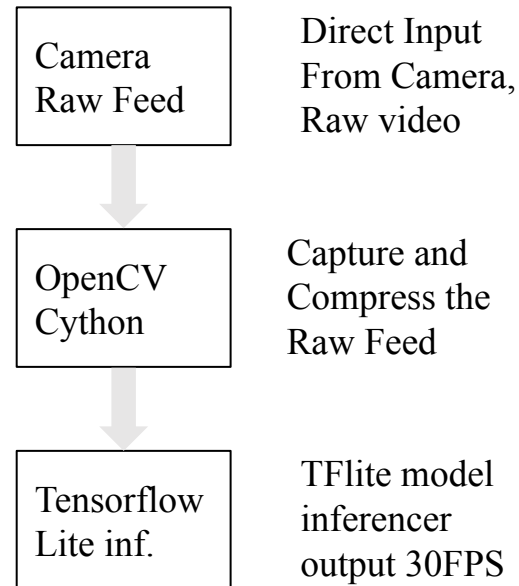 Camera
Raw Feed
Direct Input
From Camera,
Raw video
OpenCV
Cython
Capture and
Compress the
Raw Feed
Tensorflow
Lite inf.
TFlite model
inferencer
output 30FPS